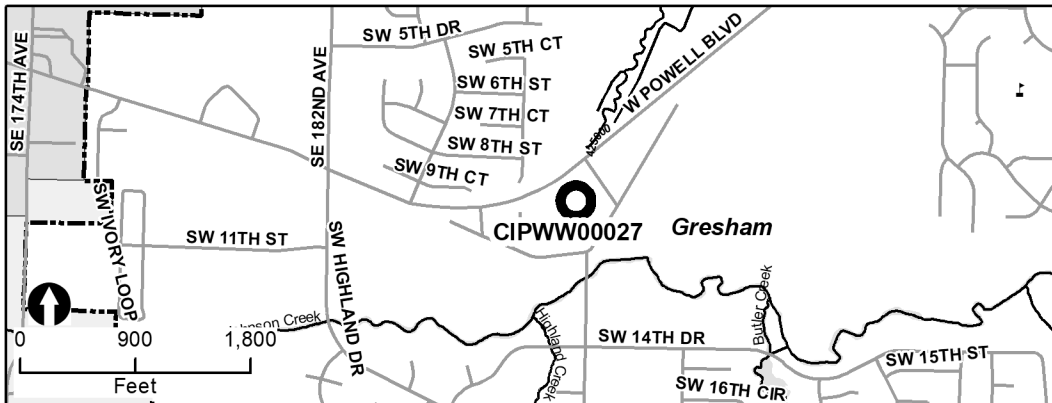 SE 174TH AVE
SE 182ND AVE
SW 5TH DR
SW 5TH CT
SW 6TH ST
SW 7TH CT
SW 8TH ST
SW 9TH CT
W POWELL BLVD
SW IVORY LOOP
SW 11TH ST
SW HIGHLAND DR
CIPWW00027
Gresham
Johnson Creek
Highland Creek
Butler Creek
SW 14TH DR
SW 15TH ST
SW 16TH CIR
0 900 1,800
Feet